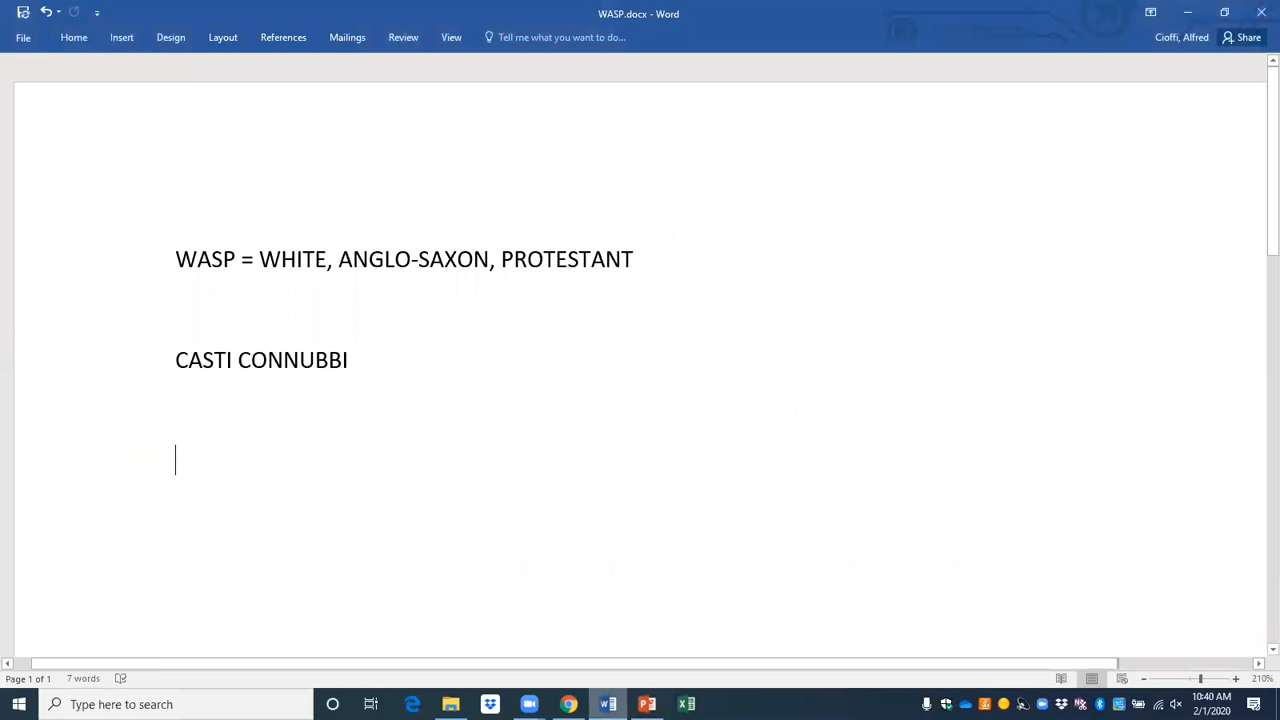 WASP.docx - Word
File Home Insert Design Layout References Mailings Review View Tell me what you want to do... Cioffi, Alfred Share
WASP = WHITE, ANGLO-SAXON, PROTESTANT
CASTI CONNUBBI
Page 1 of 1 7 words 210%
Type here to search 10:40 AM
2/1/2020